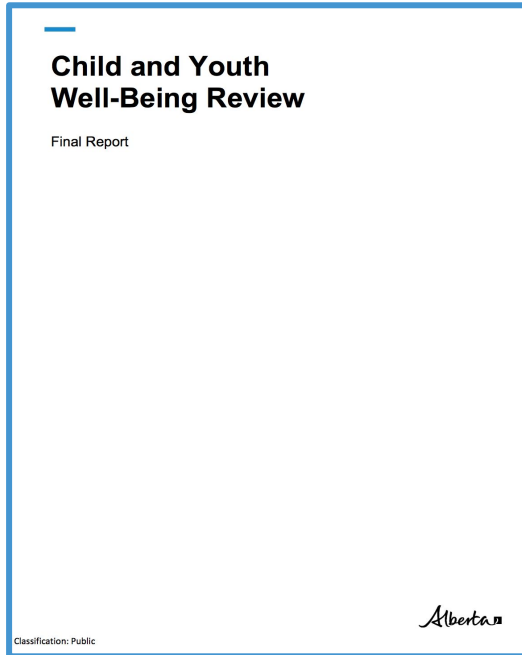 Child and Youth
Well-Being Review
Final Report
Alberta
Classification: Public